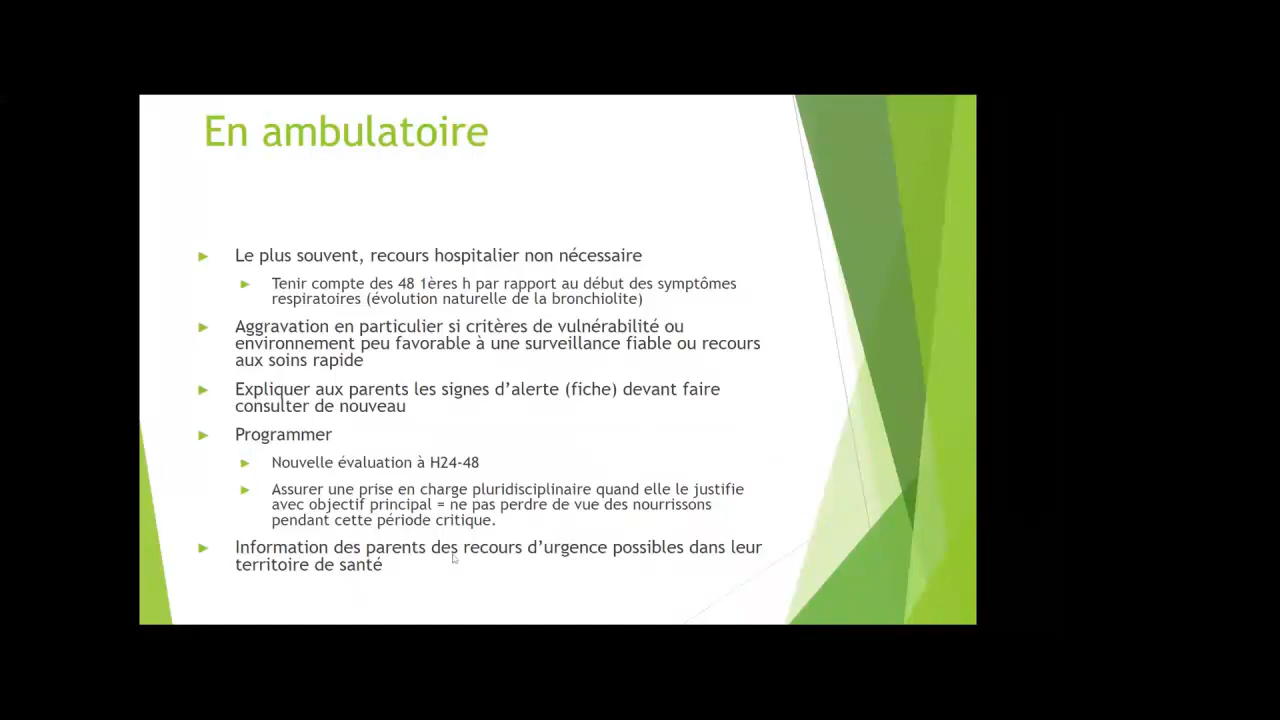 En ambulatoire
Le plus souvent, recours hospitalier non nécessaire
Tenir compte des 48 1ères h par rapport au début des symptômes
respiratoires (évolution naturelle de la bronchiolite)
Aggravation en particulier si critères de vulnérabilité ou
environnement peu favorable à une surveillance fiable ou recours
aux soins rapide
Expliquer aux parents les signes d'alerte (fiche) devant faire
consulter de nouveau
Programmer
Nouvelle évaluation à H24-48
Assurer une prise en charge pluridisciplinaire quand elle le justifie
avec objectif principal = ne pas perdre de vue des nourrissons
pendant cette période critique.
Information des parents des recours d'urgence possibles dans leur
territoire de santé